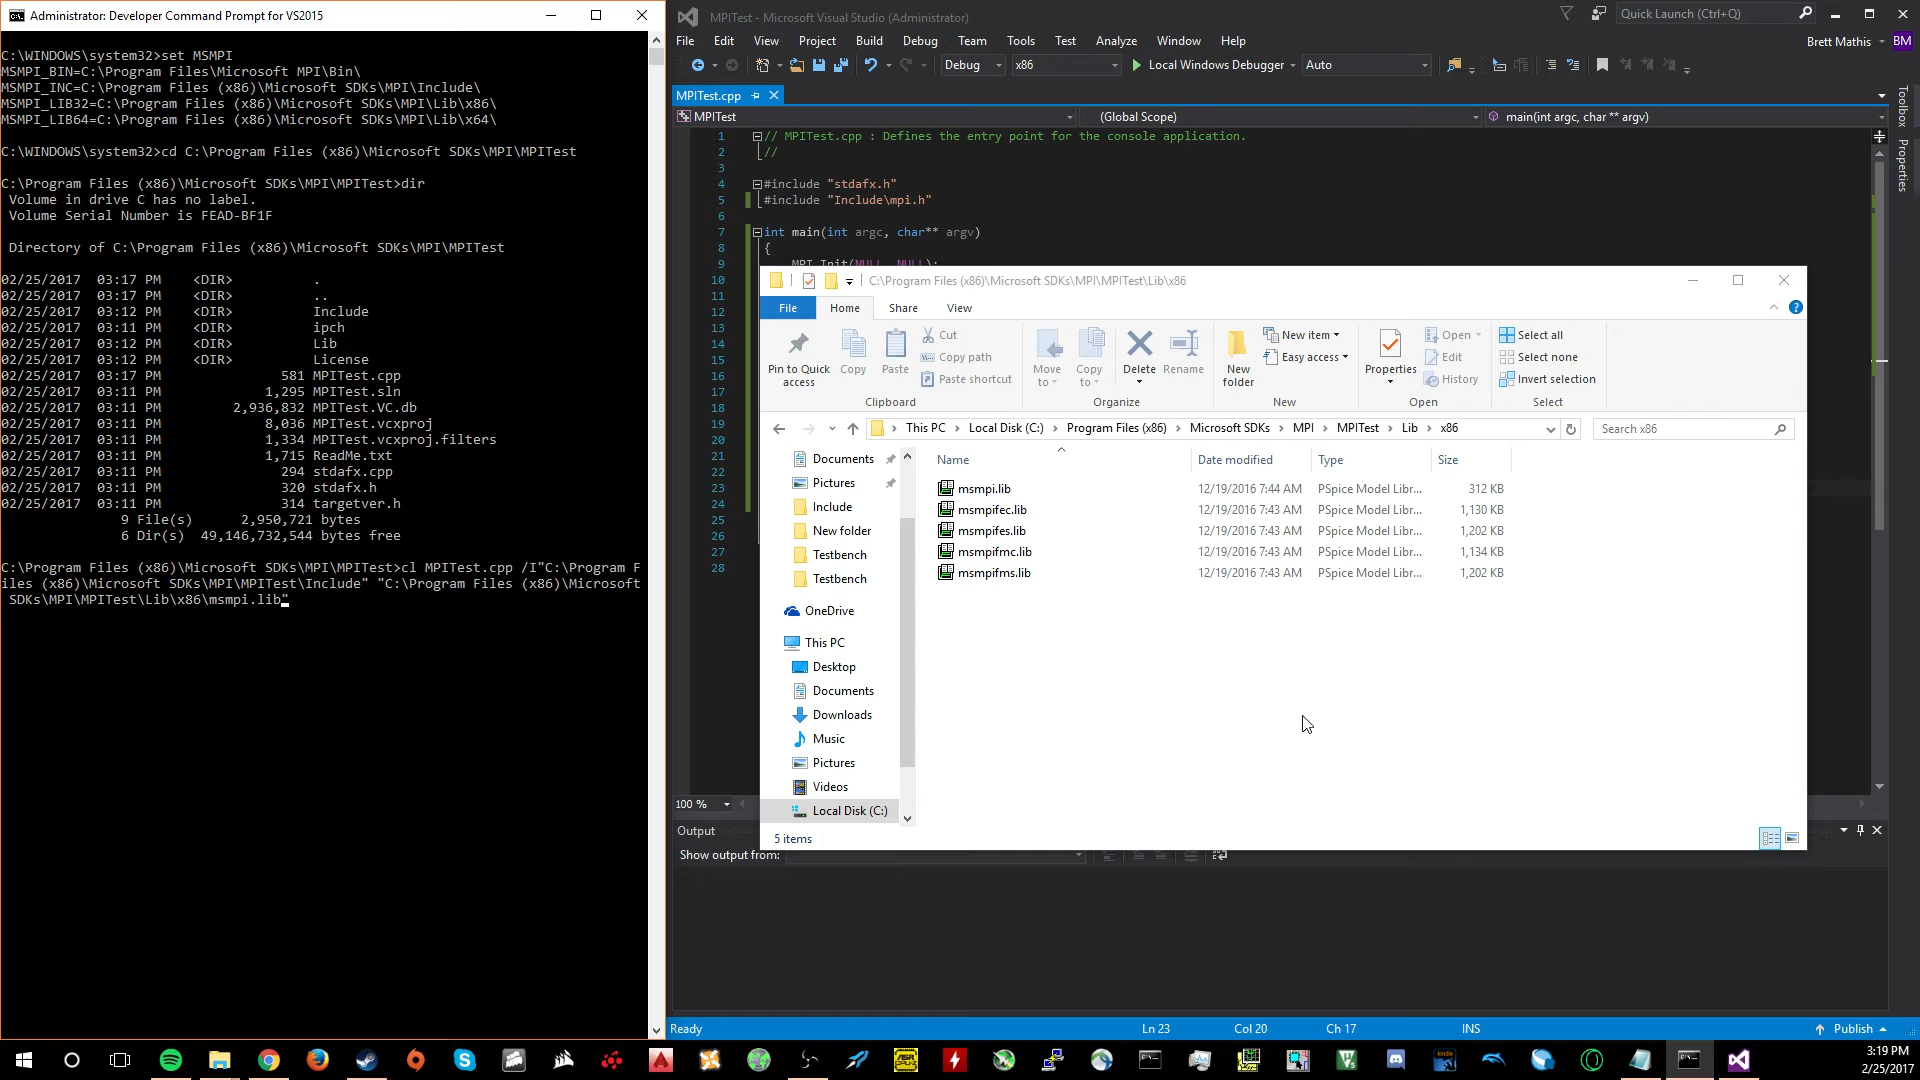 Administrator: Developer Command Prompt for VS2015
C:\WINDOWS\system32>set MSMPI
MSMPI_BIN=C:\Program Files\Microsoft MPI\Bin\
MSMPI_INC=C:\Program Files (x86)\Microsoft SDKs\MPI\Include\
MSMPI_LIB32=C:\Program Files (x86)\Microsoft SDKs\MPI\Lib\x86\
MSMPI_LIB64=C:\Program Files (x86)\Microsoft SDKs\MPI\Lib\x64\
C:\WINDOWS\system32>cd C:\Program Files (x86)\Microsoft SDKs\MPI\MPITest
C:\Program Files (x86)\Microsoft SDKs\MPI\MPITest>dir
Volume in drive C has no label.
Volume Serial Number is FEAD-BF1F
Directory of C:\Program Files (x86)\Microsoft SDKs\MPI\MPITest
02/25/2017  03:17 PM    <DIR>          .
02/25/2017  03:17 PM    <DIR>          ..
02/25/2017  03:12 PM    <DIR>          Include
02/25/2017  03:11 PM    <DIR>          ipch
02/25/2017  03:12 PM    <DIR>          Lib
02/25/2017  03:12 PM    <DIR>          License
02/25/2017  03:17 PM               581 MPITest.cpp
02/25/2017  03:11 PM             1,295 MPITest.sln
02/25/2017  03:11 PM         2,936,832 MPITest.VC.db
02/25/2017  03:11 PM             8,036 MPITest.vcxproj
02/25/2017  03:11 PM             1,334 MPITest.vcxproj.filters
02/25/2017  03:11 PM             1,715 ReadMe.txt
02/25/2017  03:11 PM               294 stdafx.cpp
02/25/2017  03:11 PM               320 stdafx.h
02/25/2017  03:11 PM               314 targetver.h
9 File(s)      2,950,721 bytes
6 Dir(s)  49,146,732,544 bytes free
C:\Program Files (x86)\Microsoft SDKs\MPI\MPITest>cl MPITest.cpp /I"C:\Program F
iles (x86)\Microsoft SDKs\MPI\MPITest\Include" "C:\Program Files (x86)\Microsoft
SDKs\MPI\MPITest\Lib\x86\msmpi.lib"
MPITest - Microsoft Visual Studio (Administrator)
Quick Launch (Ctrl+Q)
File Edit View Project Build Debug Team Tools Test Analyze Window Help
Brett Mathis BM
Debug x86 Local Windows Debugger Auto
MPITest.cpp
MPITest (Global Scope) main(int argc, char ** argv)
1 // MPITest.cpp : Defines the entry point for the console application.
2 //
3
4 #include "stdafx.h"
5 #include "Include\mpi.h"
6
7 int main(int argc, char** argv)
8 {
9 MPI_Init(NULL, NULL);
10
11
12
13
14
15
16
17
18
19
20
21
22
23
24
25
26
27
28
Toolbox
Properties
C:\Program Files (x86)\Microsoft SDKs\MPI\MPITest\Lib\x86
File Home Share View
Pin to Quick access
Copy
Paste
Cut
Copy path
Paste shortcut
Clipboard
Move to
Copy to
Delete
Rename
Organize
New folder
New item
Easy access
New
Properties
Open
Edit
History
Open
Select all
Select none
Invert selection
Select
This PC > Local Disk (C:) > Program Files (x86) > Microsoft SDKs > MPI > MPITest > Lib > x86
Search x86
Documents
Pictures
Include
New folder
Testbench
Testbench
OneDrive
This PC
Desktop
Documents
Downloads
Music
Pictures
Videos
Local Disk (C:)
Name Date modified Type Size
msmpi.lib 12/19/2016 7:44 AM PSpice Model Libr... 312 KB
msmpifec.lib 12/19/2016 7:43 AM PSpice Model Libr... 1,130 KB
msmpifes.lib 12/19/2016 7:43 AM PSpice Model Libr... 1,202 KB
msmpifmc.lib 12/19/2016 7:43 AM PSpice Model Libr... 1,134 KB
msmpifms.lib 12/19/2016 7:43 AM PSpice Model Libr... 1,202 KB
5 items
100 %
Output
Show output from:
Ready Ln 23 Col 20 Ch 17 INS Publish
3:19 PM
2/25/2017